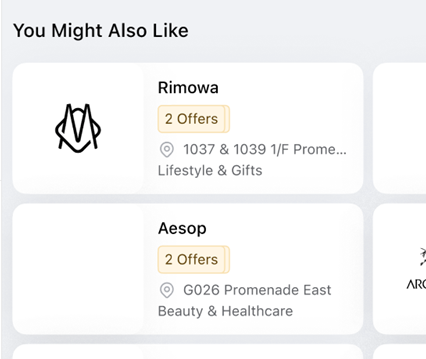 You Might Also Like
Rimowa
2 Offers
1037 & 1039 1/F Prome...
Lifestyle & Gifts
Aesop
2 Offers
G026 Promenade East
Beauty & Healthcare
ARC